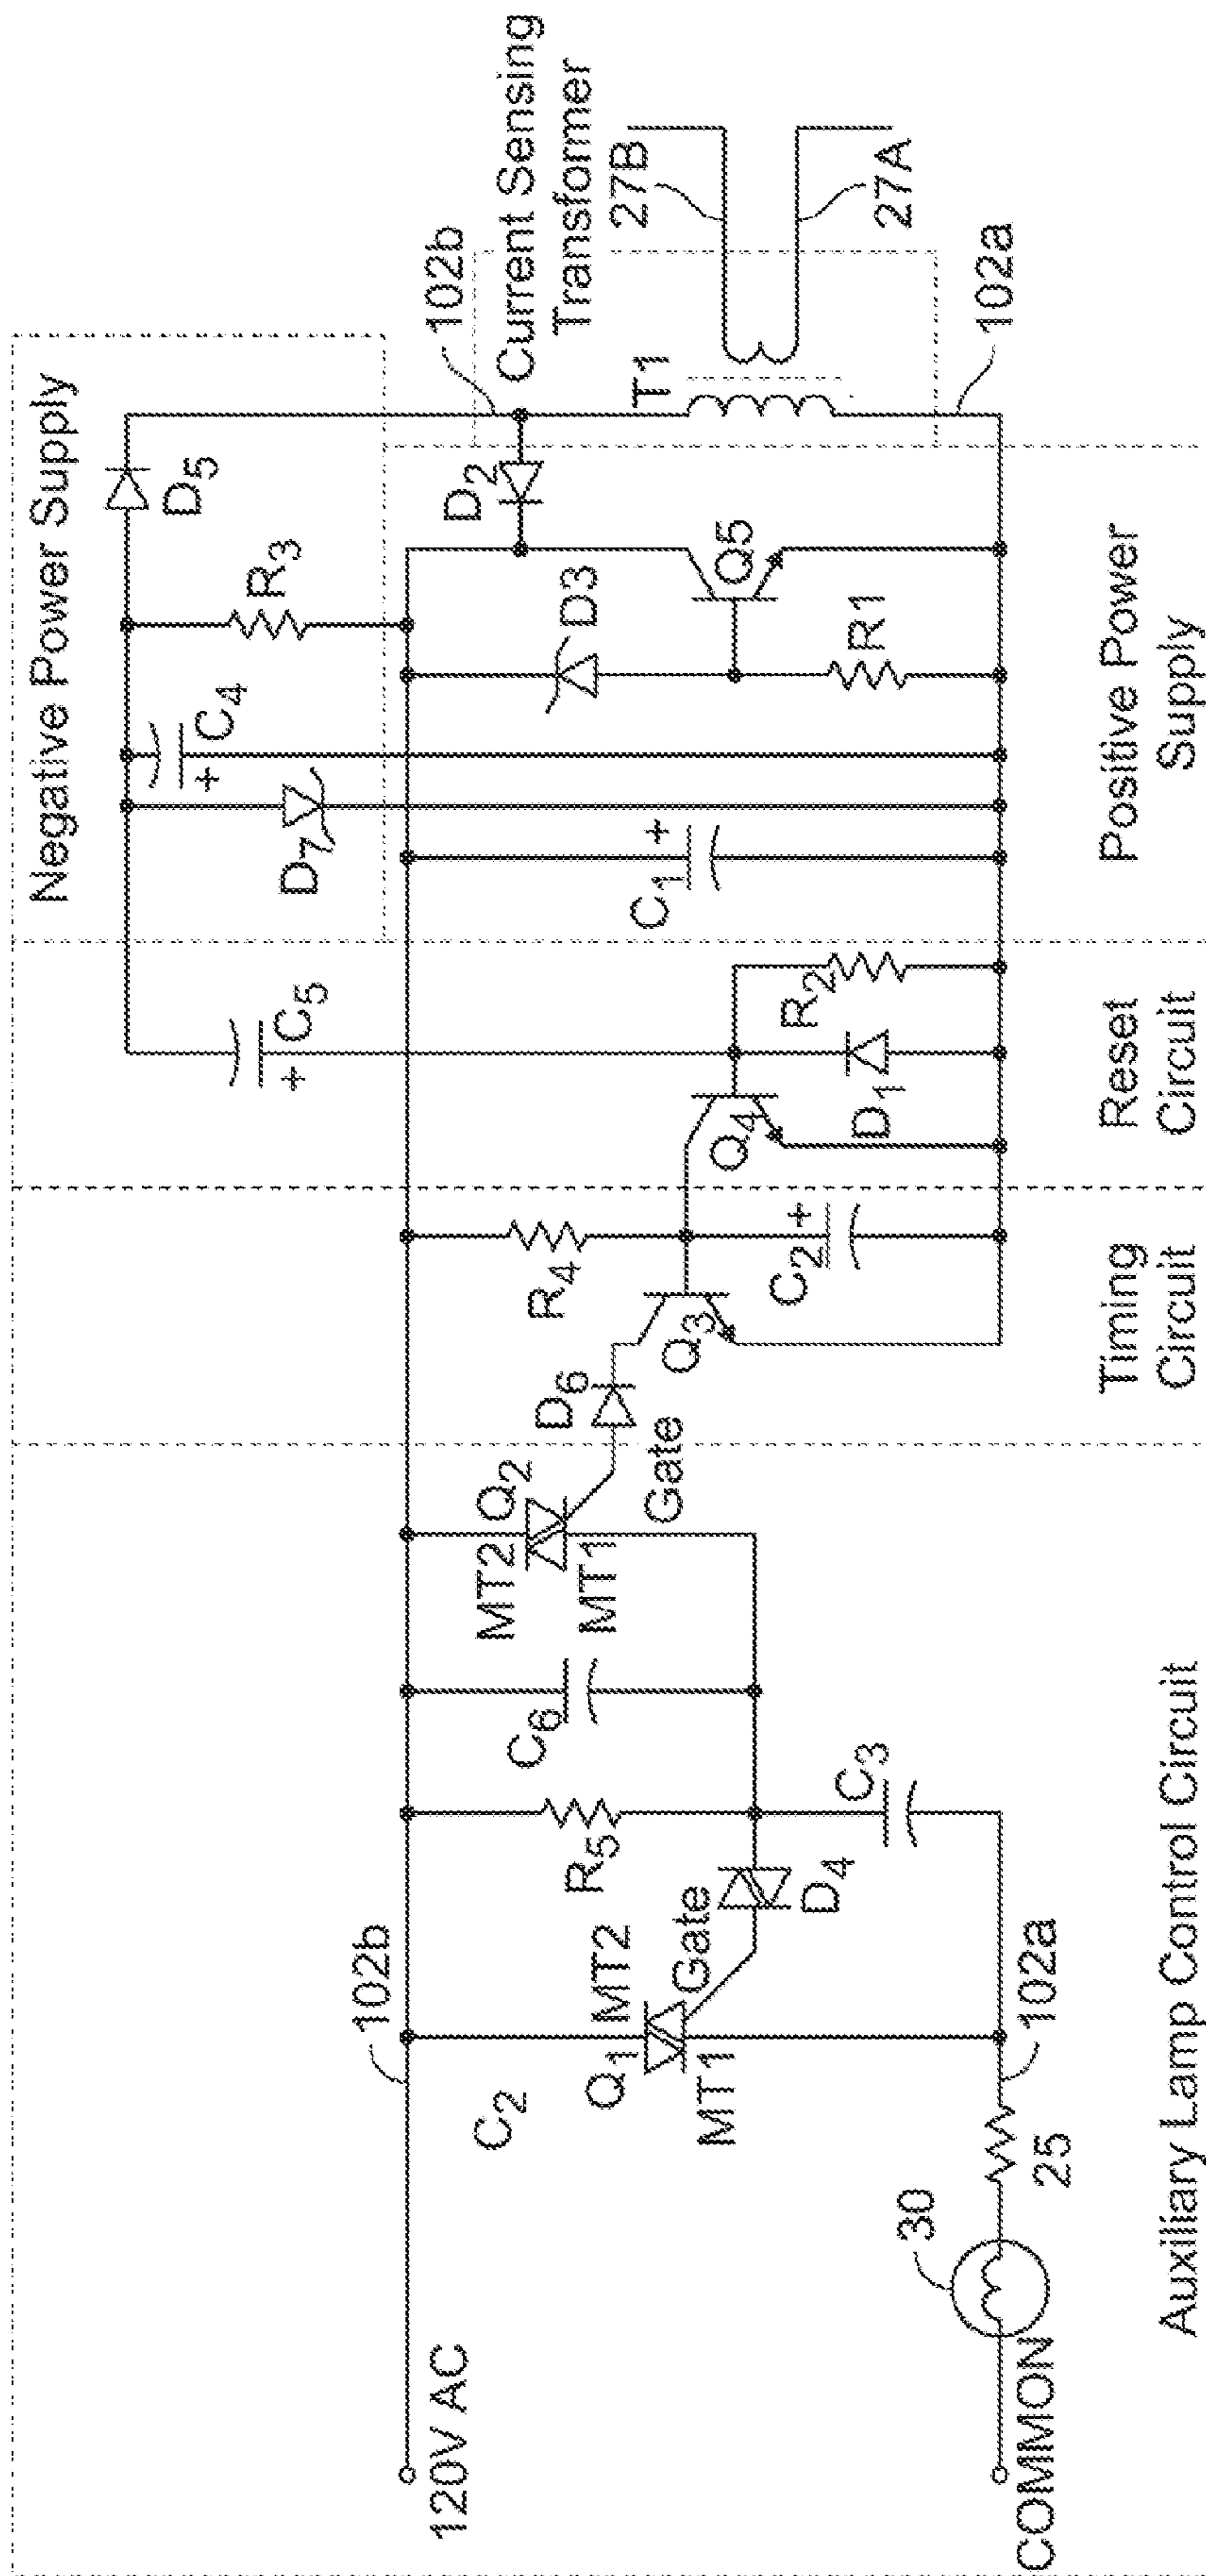 Negative Power Supply
D5
R3
C4
+
D7
C5
+
102b
Current Sensing
Transformer
27B
27A
T1
102a
D2
D3
Q5
R1
C1
+
R2
D1
Q4
R4
C2
+
Q3
D6
Gate
Q2
MT2
MT1
C6
R5
C3
D4
Gate
MT2
Q1
MT1
C2
102b
102a
25
30
120V AC
COMMON
Auxiliary Lamp Control Circuit
Timing
Circuit
Reset
Circuit
Positive Power
Supply